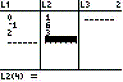 L1 L2 L3 2
0 1 ------
-1 6
2 3
------
L2(4) =